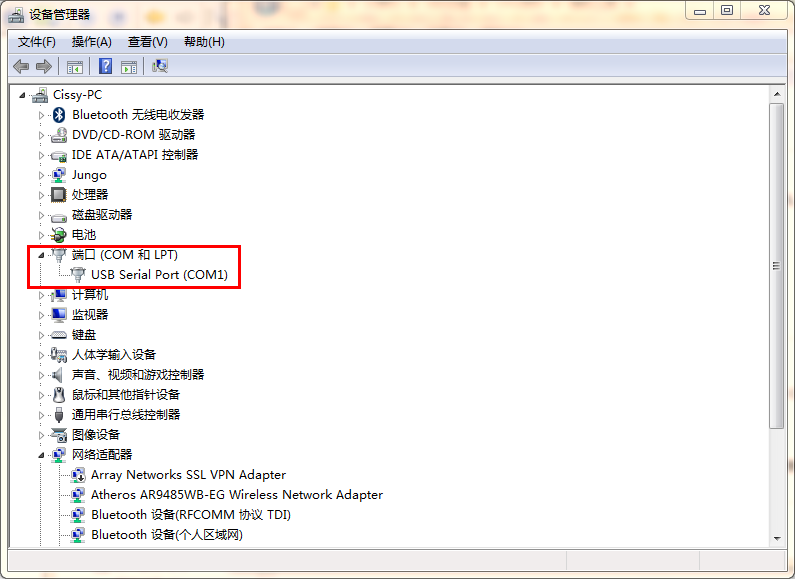 设备管理器
文件(F) 操作(A) 查看(V) 帮助(H)
Cissy-PC
Bluetooth 无线电收发器
DVD/CD-ROM 驱动器
IDE ATA/ATAPI 控制器
Jungo
处理器
磁盘驱动器
电池
端口 (COM 和 LPT)
USB Serial Port (COM1)
计算机
监视器
键盘
人体学输入设备
声音、视频和游戏控制器
鼠标和其他指针设备
通用串行总线控制器
图像设备
网络适配器
Array Networks SSL VPN Adapter
Atheros AR9485WB-EG Wireless Network Adapter
Bluetooth 设备(RFCOMM 协议 TDI)
Bluetooth 设备(个人区域网)